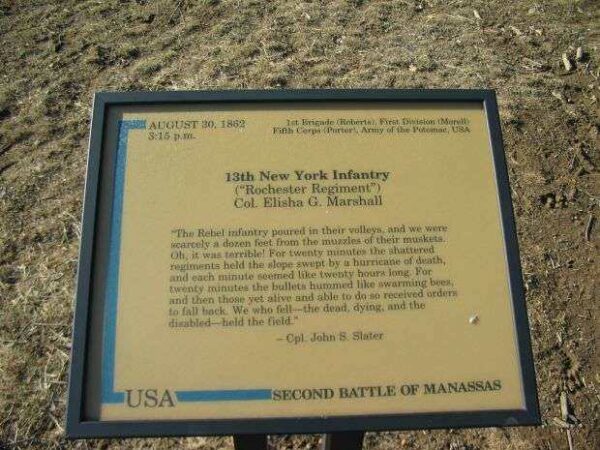 AUGUST 30, 1862
3:15 p.m.
1st Brigade (Roberts), First Division (Morell)
Fifth Corps (Porter), Army of the Potomac, USA
13th New York Infantry
("Rochester Regiment")
Col. Elisha G. Marshall
"The Rebel infantry poured in their volleys, and we were
scarcely a dozen feet from the muzzles of their muskets.
Oh, it was terrible! For twenty minutes the shattered
regiments held the slope swept by a hurricane of death,
and each minute seemed like twenty hours long. For
twenty minutes the bullets hummed like swarming bees,
and then those yet alive and able to do so received orders
to fall back. We who fell—the dead, dying, and the
disabled—held the field."
– Cpl. John S. Slater
USA
SECOND BATTLE OF MANASSAS